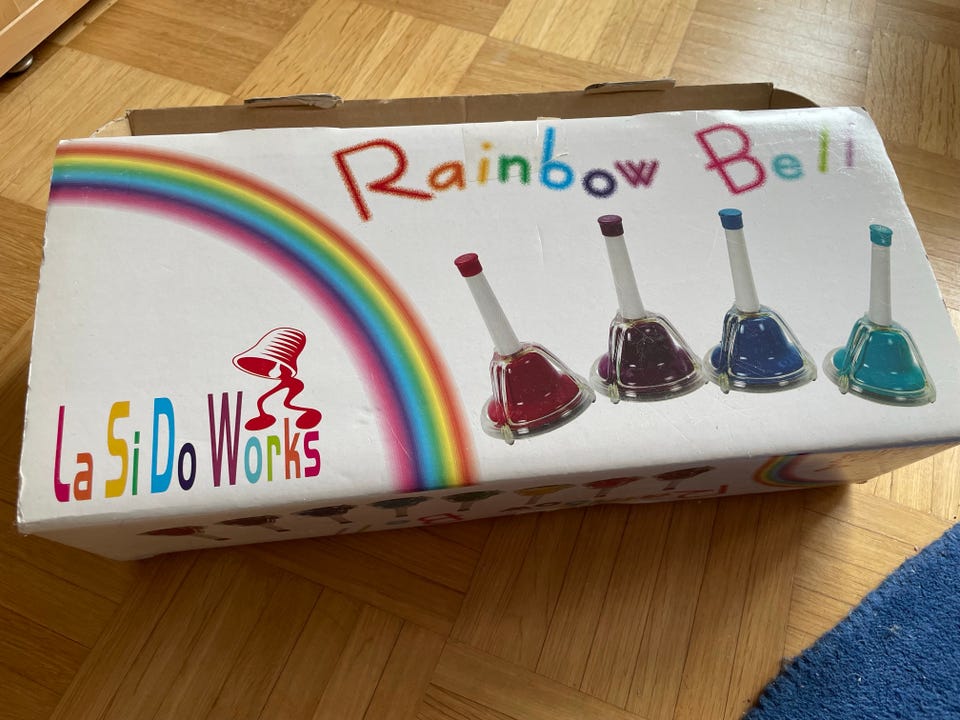 Rainbow Bell
La Si Do Works